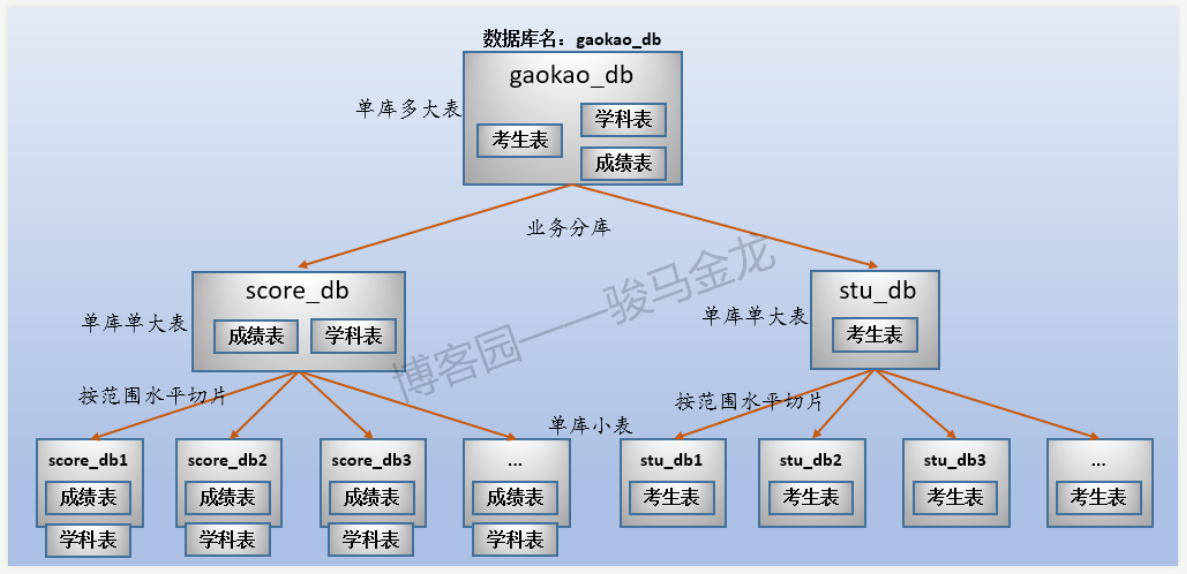 数据库名：gaokao_db
gaokao_db
单库多大表
学科表
考生表
成绩表
业务分库
score_db
stu_db
单库单大表
成绩表 学科表
单库单大表
考生表
博客园——骏马金龙
按范围水平切片
按范围水平切片
单库小表
score_db1 score_db2 score_db3 ... stu_db1 stu_db2 stu_db3 ...
成绩表 成绩表 成绩表 成绩表 考生表 考生表 考生表 考生表
学科表 学科表 学科表 学科表